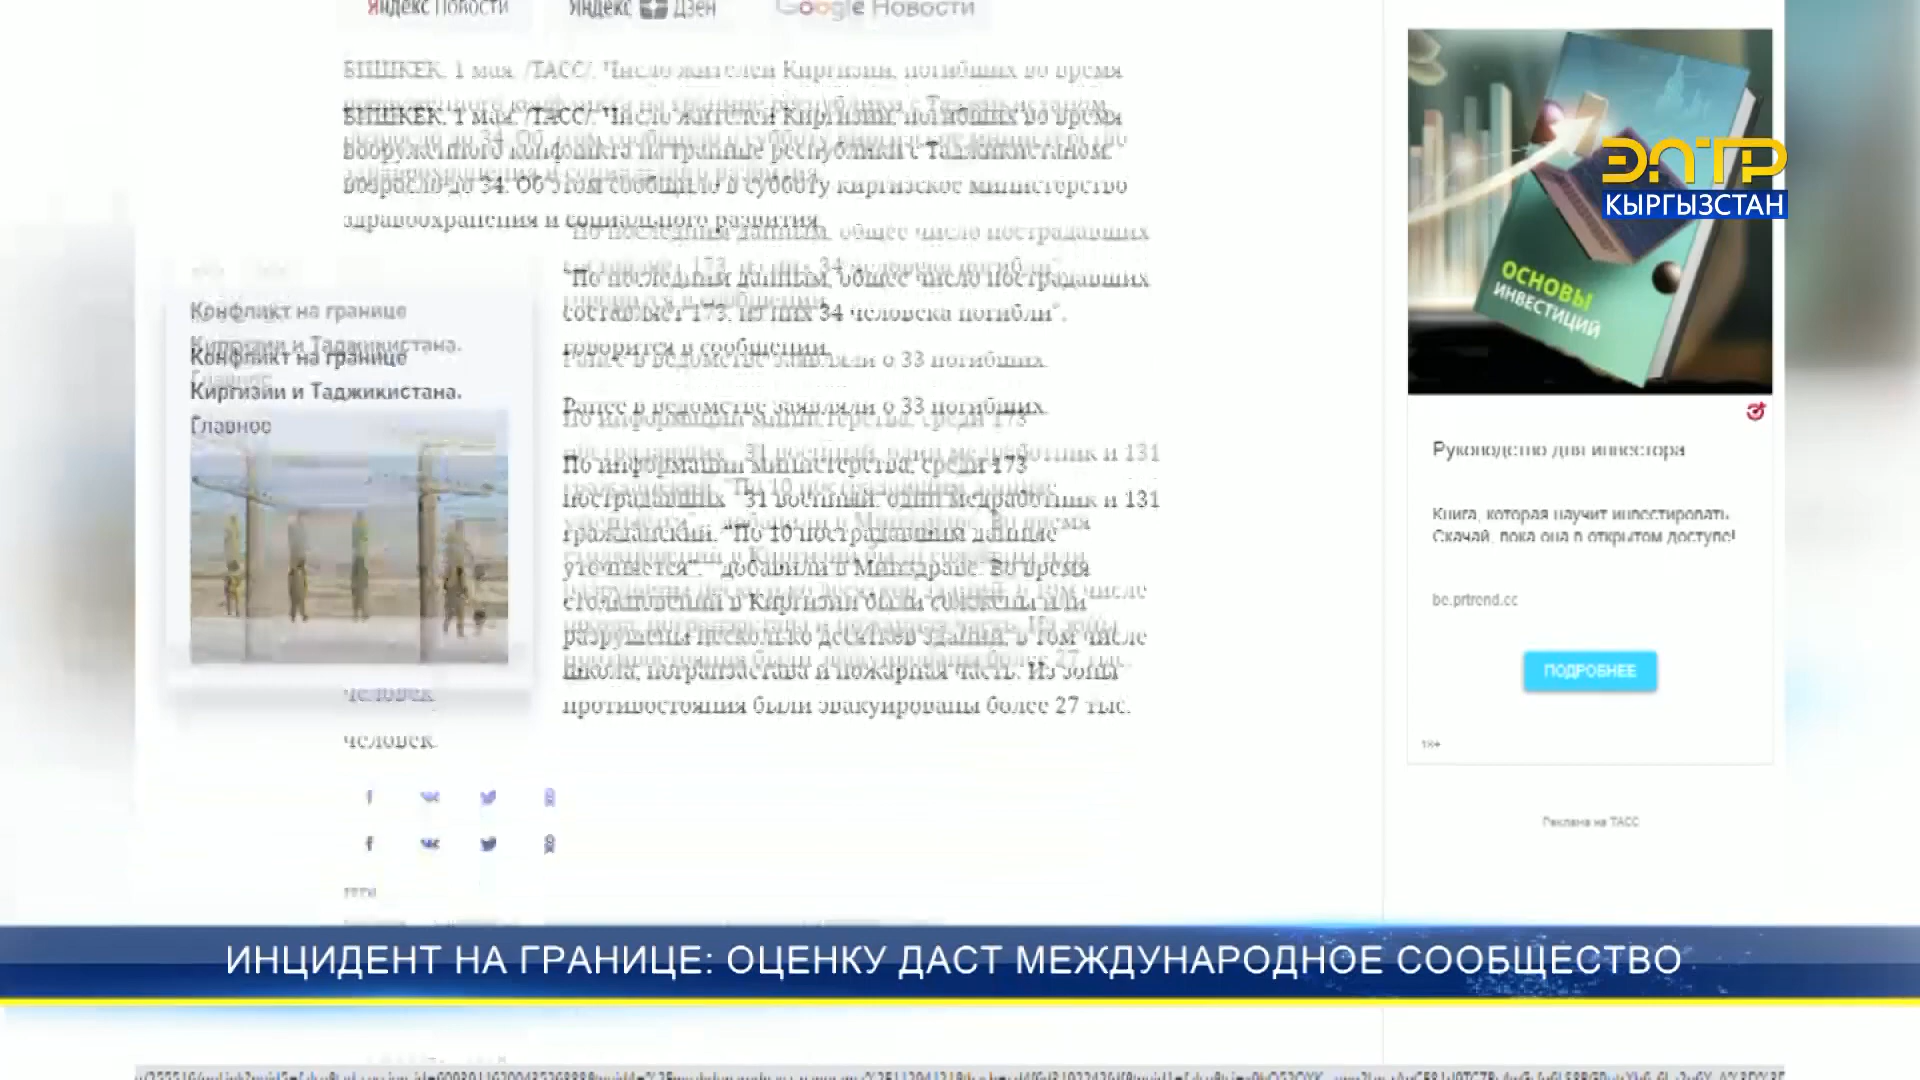 Яндекс Новости
Яндекс Дзен
Google Новости
БИШКЕК, 1 мая. /ТАСС/. Число жителей Киргизии, погибших во время
вооруженного конфликта на границе республики с Таджикистаном,
возросло до 34. Об этом сообщило в субботу киргизское министерство
здравоохранения и социального развития.
"По последним данным, общее число пострадавших
составляет 173, из них 34 человека погибли",
говорится в сообщении.
Конфликт на границе
Киргизии и Таджикистана.
Главное
Ранее в ведомстве заявляли о 33 погибших.
По информации министерства, среди 173
пострадавших 31 военный, один медработник и 131
гражданский. "По 10 пострадавшим данные
уточняется", добавили в Минздраве. Во время
столкновений в Киргизии были сожжены или
разрушены несколько десятков зданий, в том числе
школа, погранзастава и пожарная часть. Из зоны
противостояния были эвакуированы более 27 тыс.
человек.
ОСНОВЫ
ИНВЕСТИЦИЙ
ЭЛТР
КЫРГЫЗСТАН
Руководство для инвестора
Книга, которая научит инвестировать.
Скачай, пока она в открытом доступе!
be.prtrend.cc
ПОДРОБНЕЕ
18+
Реклама на ТАСС
ИНЦИДЕНТ НА ГРАНИЦЕ: ОЦЕНКУ ДАСТ МЕЖДУНАРОДНОЕ СООБЩЕСТВО